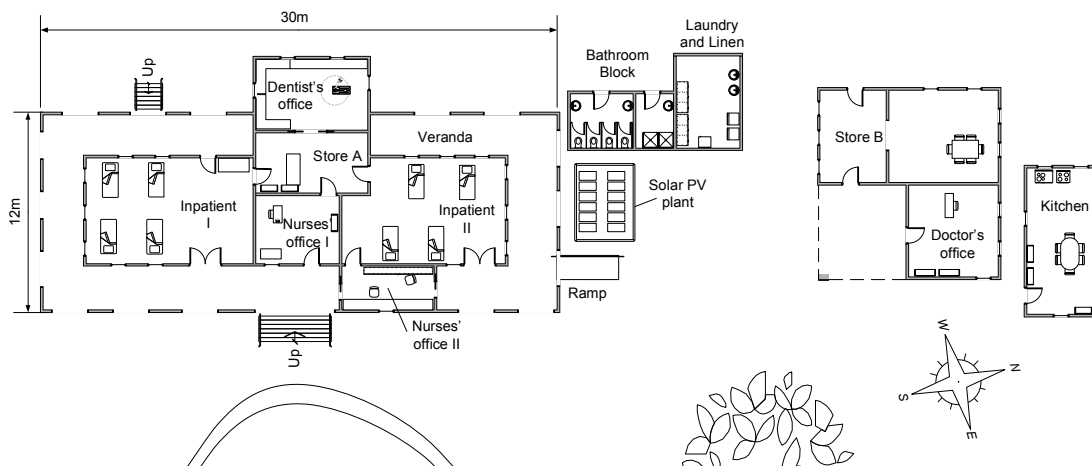 30m
12m
Up
Dentist's
office
Veranda
Store A
Inpatient
I
Nurses'
office I
Inpatient
II
Nurses'
office II
Up
Ramp
Bathroom
Block
Laundry
and Linen
Solar PV
plant
Store B
Doctor's
office
Kitchen
W
N
S
E